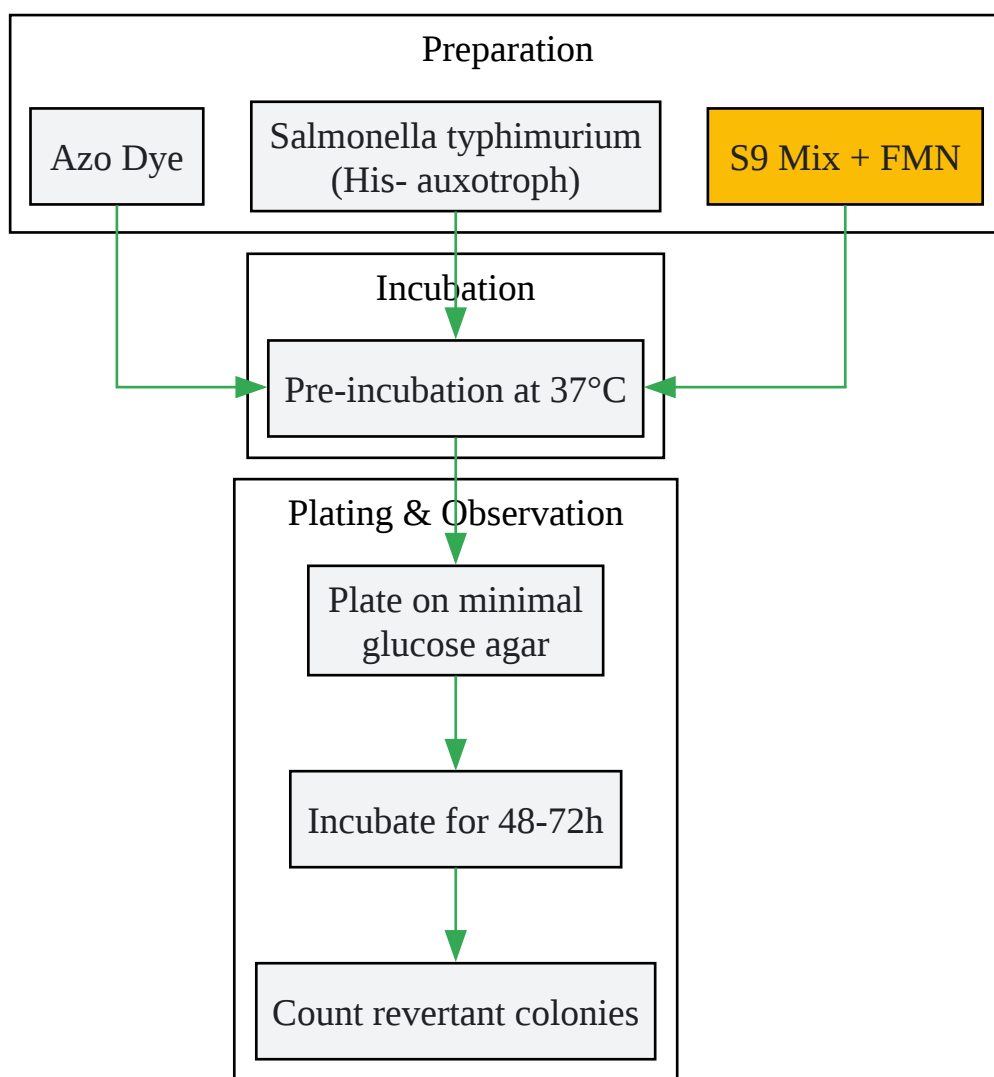 Preparation
Azo Dye
Salmonella typhimurium
(His- auxotroph)
S9 Mix + FMN
Incubation
Pre-incubation at 37°C
Plating & Observation
Plate on minimal
glucose agar
Incubate for 48-72h
Count revertant colonies